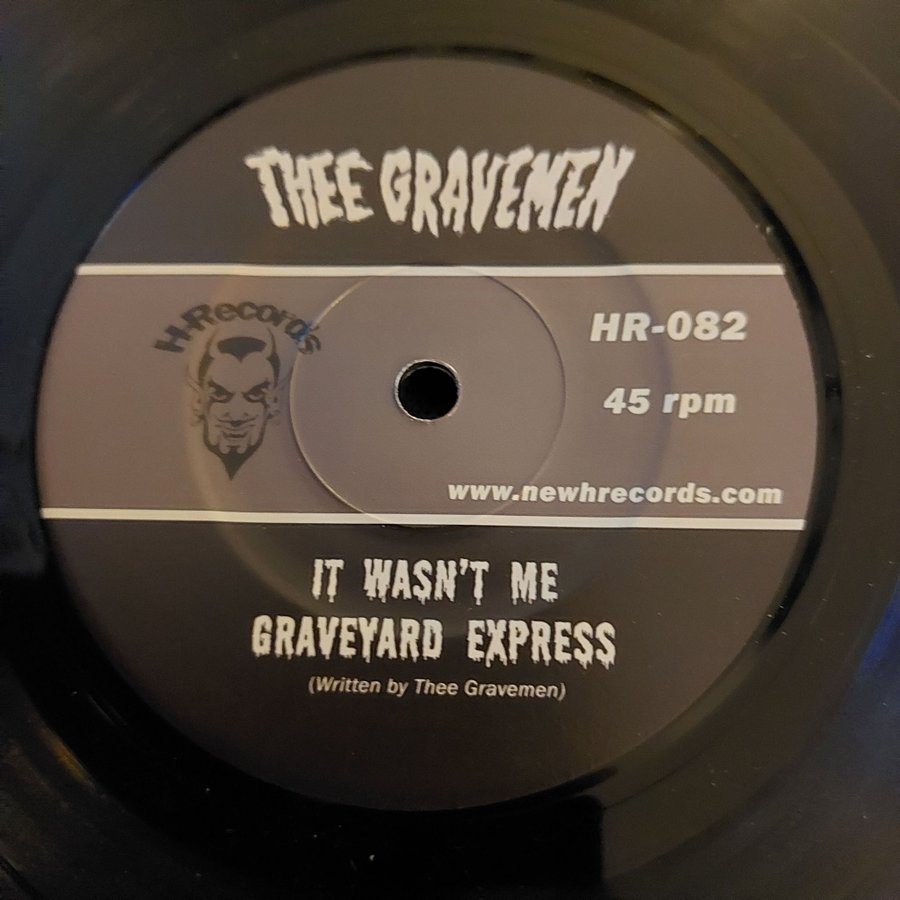 THEE GRAVEMEN
H-Records
HR-082
45 rpm
www.newhrecords.com
IT WASN'T ME
GRAVEYARD EXPRESS
(Written by Thee Gravemen)